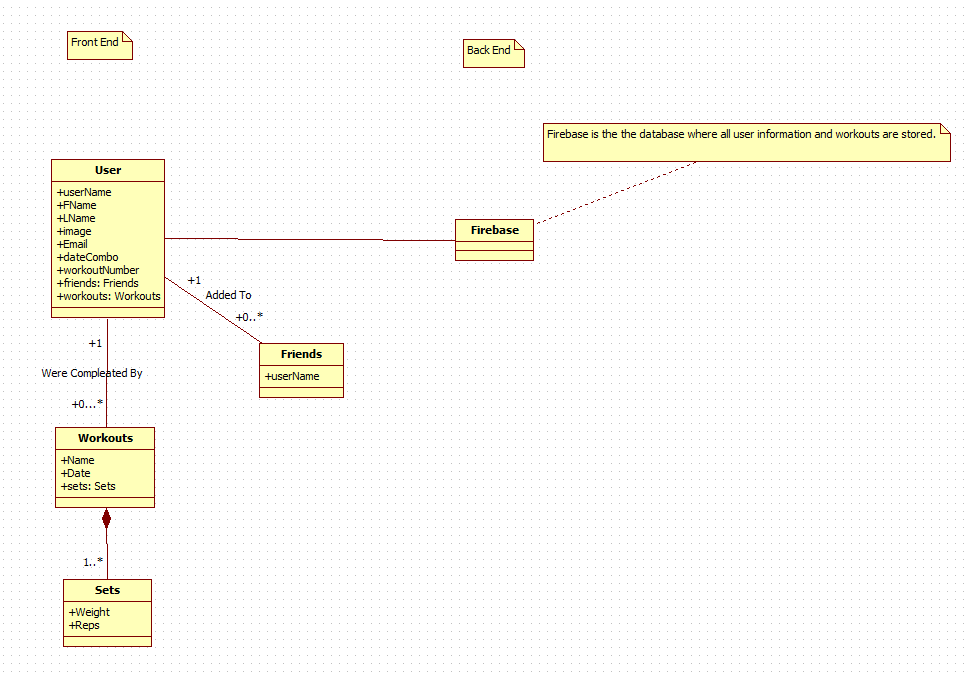 Front End
Back End
Firebase is the the database where all user information and workouts are stored.
User
+userName
+FName
+LName
+image
+Email
+dateCombo
+workoutNumber
+friends: Friends
+workouts: Workouts
Firebase
+1
Added To
+0..*
Friends
+userName
+1
Were Compleated By
+0...*
Workouts
+Name
+Date
+sets: Sets
1..*
Sets
+Weight
+Reps